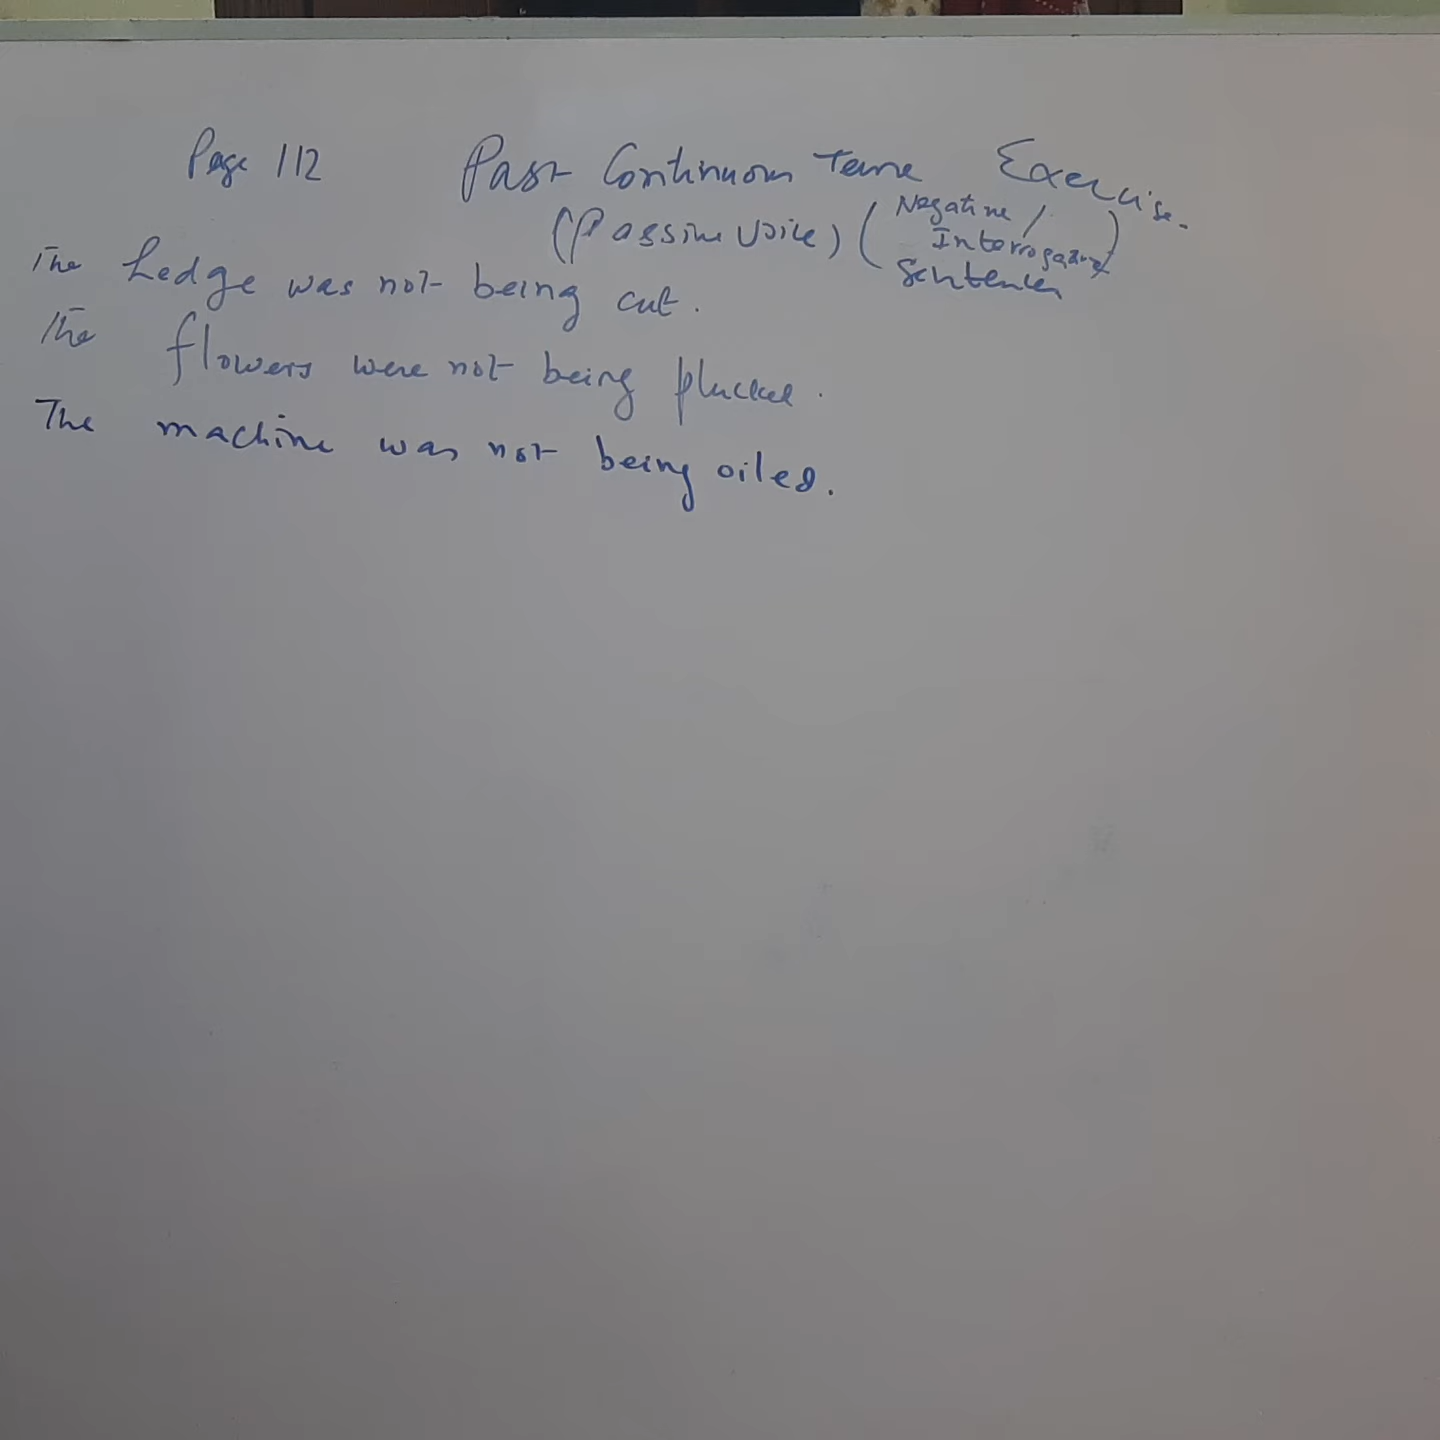 Page 112 Past Continuous Tense Exercise.
(Passive Voice) (Negative /
Interrogative
Sentences)
The hedge was not being cut.
The flowers were not being plucked.
The machine was not being oiled.